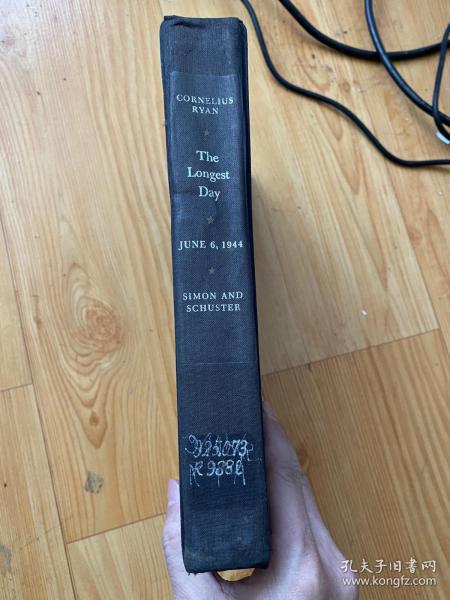 CORNELIUS
RYAN
The
Longest
Day
JUNE 6, 1944
SIMON AND
SCHUSTER
孔夫子旧书网
www.kongfz.com